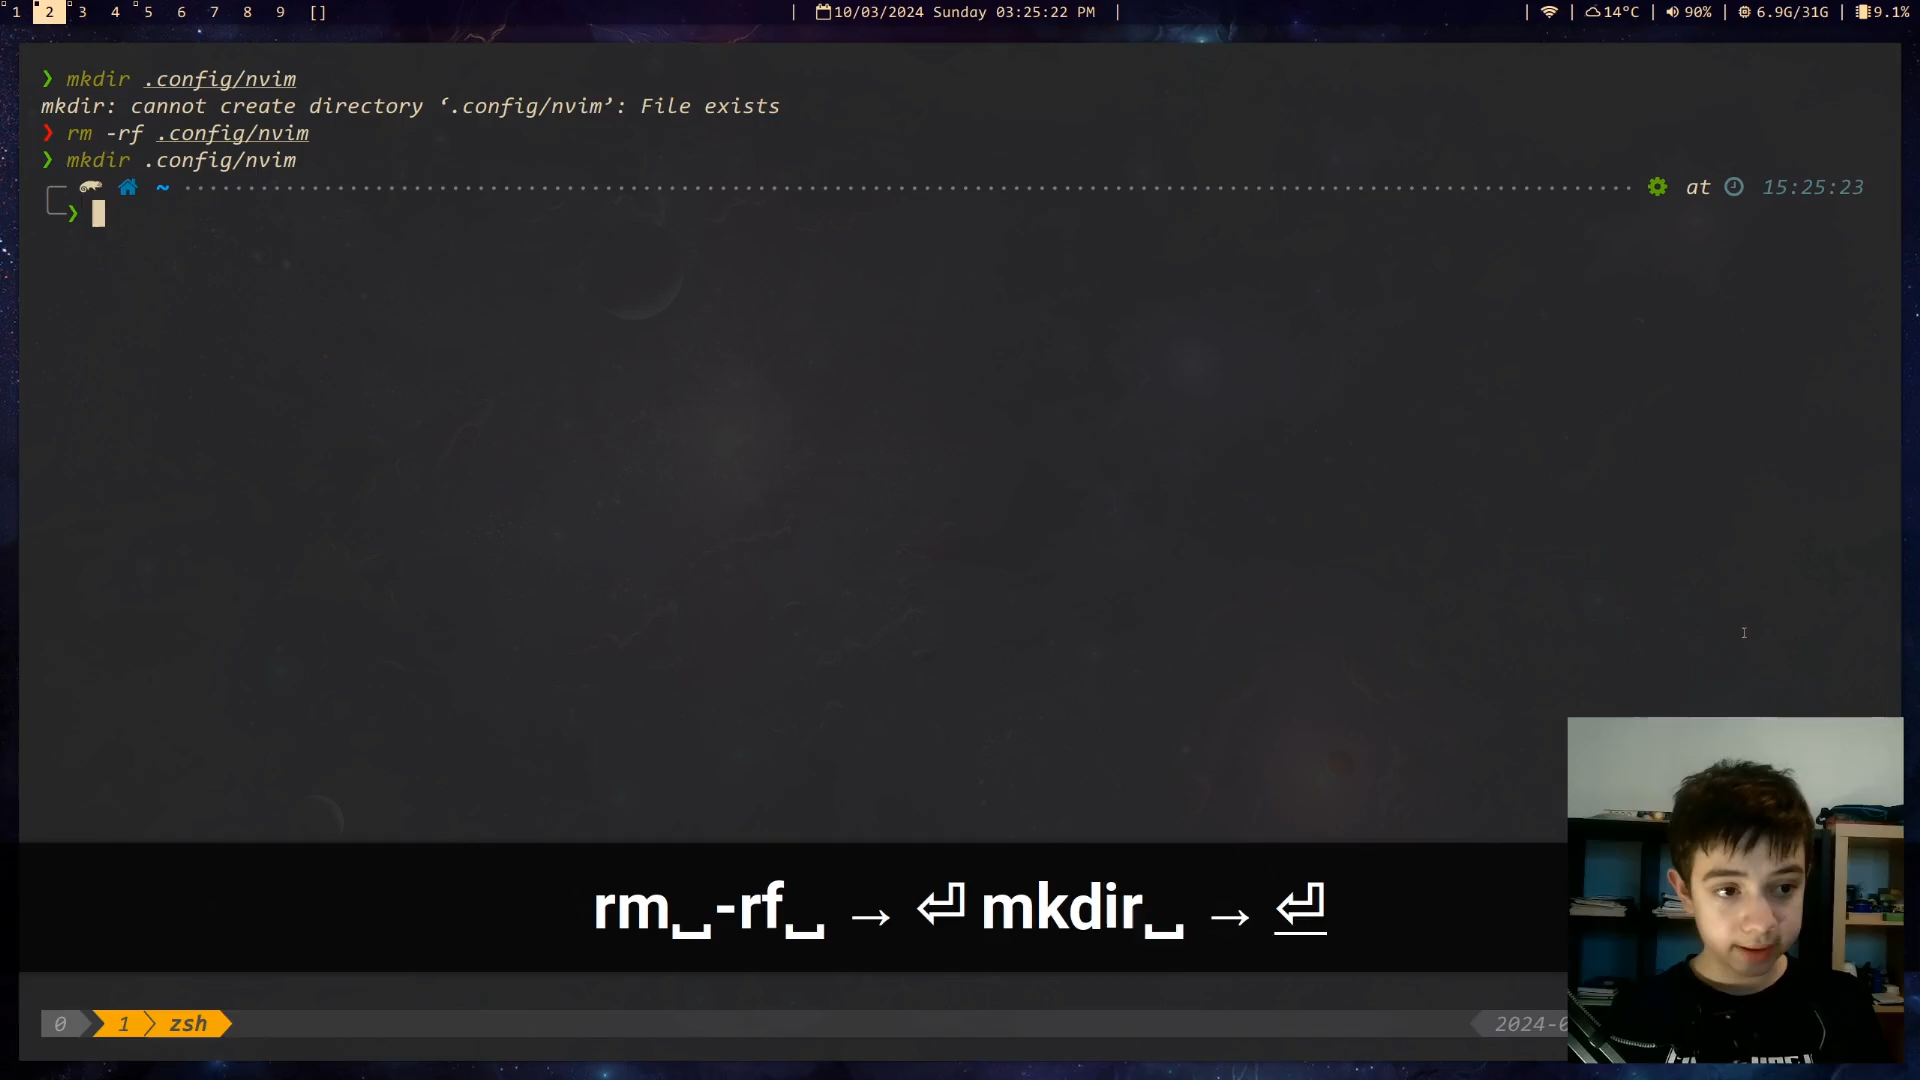 1 2 3 4 5 6 7 8 9 [] | 10/03/2024 Sunday 03:25:22 PM | | | 14°C | 90% | 6.9G/31G | 9.1%
❯ mkdir .config/nvim
mkdir: cannot create directory ‘.config/nvim’: File exists
❯ rm -rf .config/nvim
❯ mkdir .config/nvim
~ at 15:25:23
❯
rm␣-rf␣ → ⏎ mkdir␣ → ⏎
0 1 zsh 2024-0